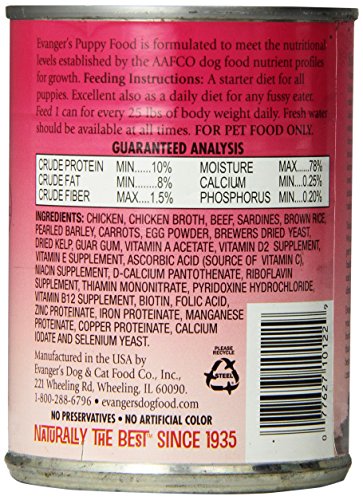 Evanger's Puppy Food is formulated to meet the nutritional
levels established by the AAFCO dog food nutrient profiles
for growth. Feeding Instructions: A starter diet for all
puppies. Excellent also as a daily diet for any fussy eater.
Feed 1 can for every 25 lbs of body weight daily. Fresh water
should be available at all times. FOR PET FOOD ONLY.
GUARANTEED ANALYSIS
CRUDE PROTEIN MIN.....10% MOISTURE MAX.....78%
CRUDE FAT MIN.......8% CALCIUM MIN...0.25%
CRUDE FIBER MAX.....1.5% PHOSPHORUS MIN...0.20%
INGREDIENTS: CHICKEN, CHICKEN BROTH, BEEF, SARDINES, BROWN RICE,
PEARLED BARLEY, CARROTS, EGG POWDER, BREWERS DRIED YEAST,
DRIED KELP, GUAR GUM, VITAMIN A ACETATE, VITAMIN D2 SUPPLEMENT,
VITAMIN E SUPPLEMENT, ASCORBIC ACID (SOURCE OF VITAMIN C),
NIACIN SUPPLEMENT, D-CALCIUM PANTOTHENATE, RIBOFLAVIN
SUPPLEMENT, THIAMIN MONONITRATE, PYRIDOXINE HYDROCHLORIDE,
VITAMIN B12 SUPPLEMENT, BIOTIN, FOLIC ACID,
ZINC PROTEINATE, IRON PROTEINATE, MANGANESE
PROTEINATE, COPPER PROTEINATE, CALCIUM
IODATE AND SELENIUM YEAST.
Manufactured in the USA by
Evanger's Dog & Cat Food Co., Inc.,
221 Wheeling Rd, Wheeling, IL 60090.
1-800-288-6796 • evangersdogfood.com
PLEASE
RECYCLE
STEEL
NO PRESERVATIVES • NO ARTIFICIAL COLOR
NATURALLY THE BEST™ SINCE 1935